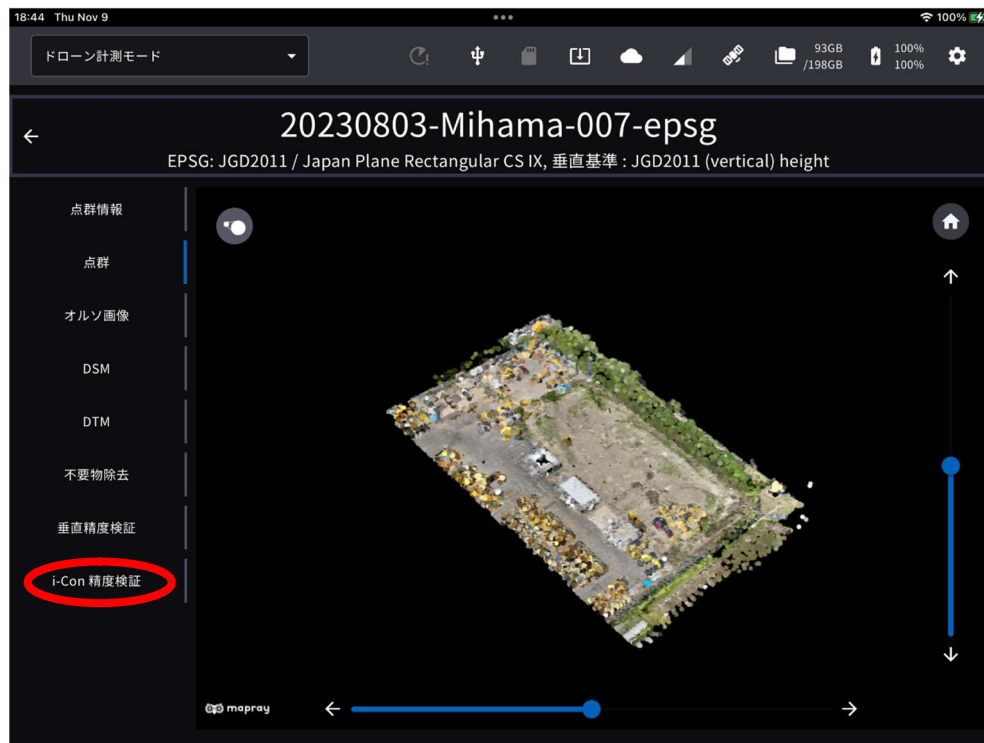 18:44 Thu Nov 9
100%
ドローン計測モード
93GB
/198GB
100%
100%
20230803-Mihama-007-epsg
EPSG: JGD2011 / Japan Plane Rectangular CS IX, 垂直基準 : JGD2011 (vertical) height
点群情報
点群
オルソ画像
DSM
DTM
不要物除去
垂直精度検証
i-Con 精度検証
mapray